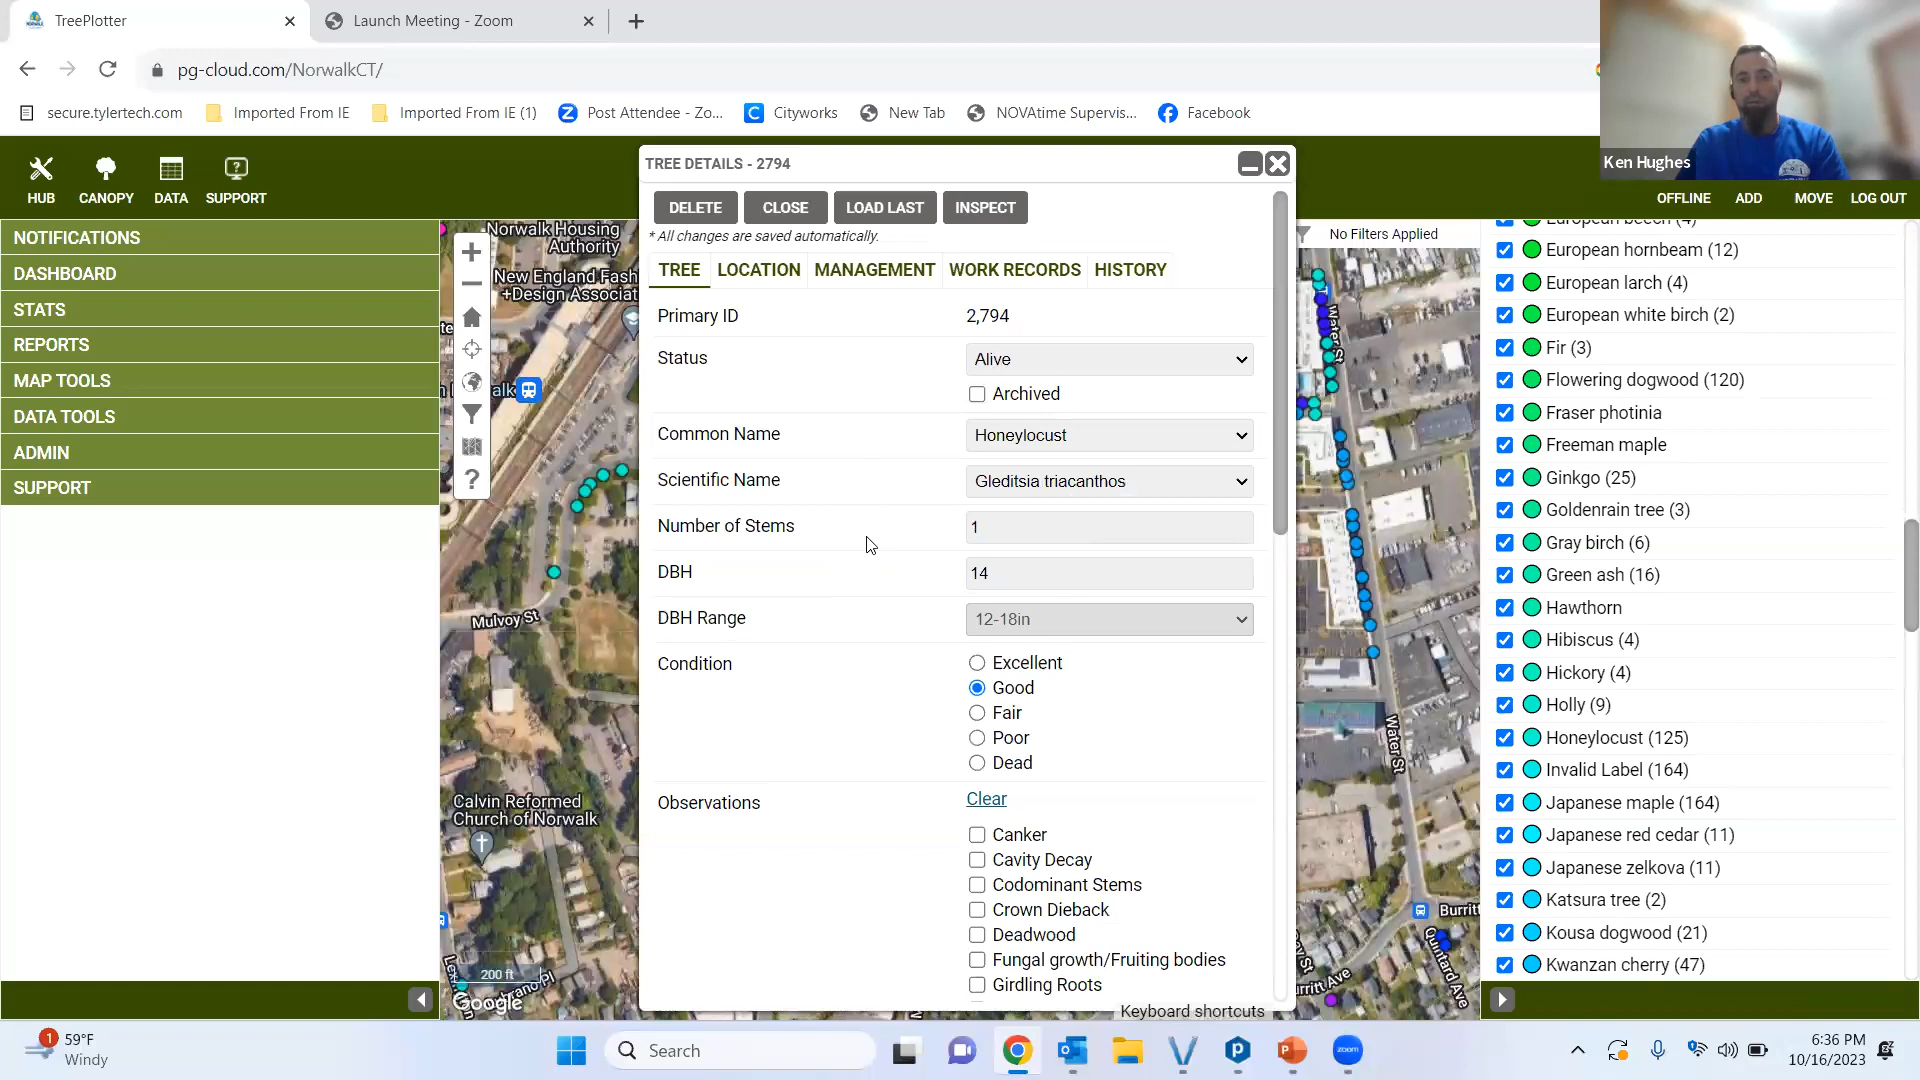 TreePlotter
Launch Meeting - Zoom
pg-cloud.com/NorwalkCT/
secure.tylertech.com
Imported From IE
Imported From IE (1)
Post Attendee - Zo...
Cityworks
New Tab
NOVAtime Supervis...
Facebook
Ken Hughes
HUB
CANOPY
DATA
SUPPORT
OFFLINE
ADD
MOVE
LOG OUT
NOTIFICATIONS
DASHBOARD
STATS
REPORTS
MAP TOOLS
DATA TOOLS
ADMIN
SUPPORT
Norwalk Housing
Authority
New England Fash
+Design Associat
Mulvoy St
Calvin Reformed
Church of Norwalk
200 ft
Google
TREE DETAILS - 2794
DELETE
CLOSE
LOAD LAST
INSPECT
* All changes are saved automatically.
TREE
LOCATION
MANAGEMENT
WORK RECORDS
HISTORY
Primary ID
2,794
Status
Alive
Archived
Common Name
Honeylocust
Scientific Name
Gleditsia triacanthos
Number of Stems
1
DBH
14
DBH Range
12-18in
Condition
Excellent
Good
Fair
Poor
Dead
Observations
Clear
Canker
Cavity Decay
Codominant Stems
Crown Dieback
Deadwood
Fungal growth/Fruiting bodies
Girdling Roots
Keyboard shortcuts
No Filters Applied
Water St
Water St
Burritt
Quintard Ave
European beech (4)
European hornbeam (12)
European larch (4)
European white birch (2)
Fir (3)
Flowering dogwood (120)
Fraser photinia
Freeman maple
Ginkgo (25)
Goldenrain tree (3)
Gray birch (6)
Green ash (16)
Hawthorn
Hibiscus (4)
Hickory (4)
Holly (9)
Honeylocust (125)
Invalid Label (164)
Japanese maple (164)
Japanese red cedar (11)
Japanese zelkova (11)
Katsura tree (2)
Kousa dogwood (21)
Kwanzan cherry (47)
1
59°F
Windy
Search
zoom
6:36 PM
10/16/2023